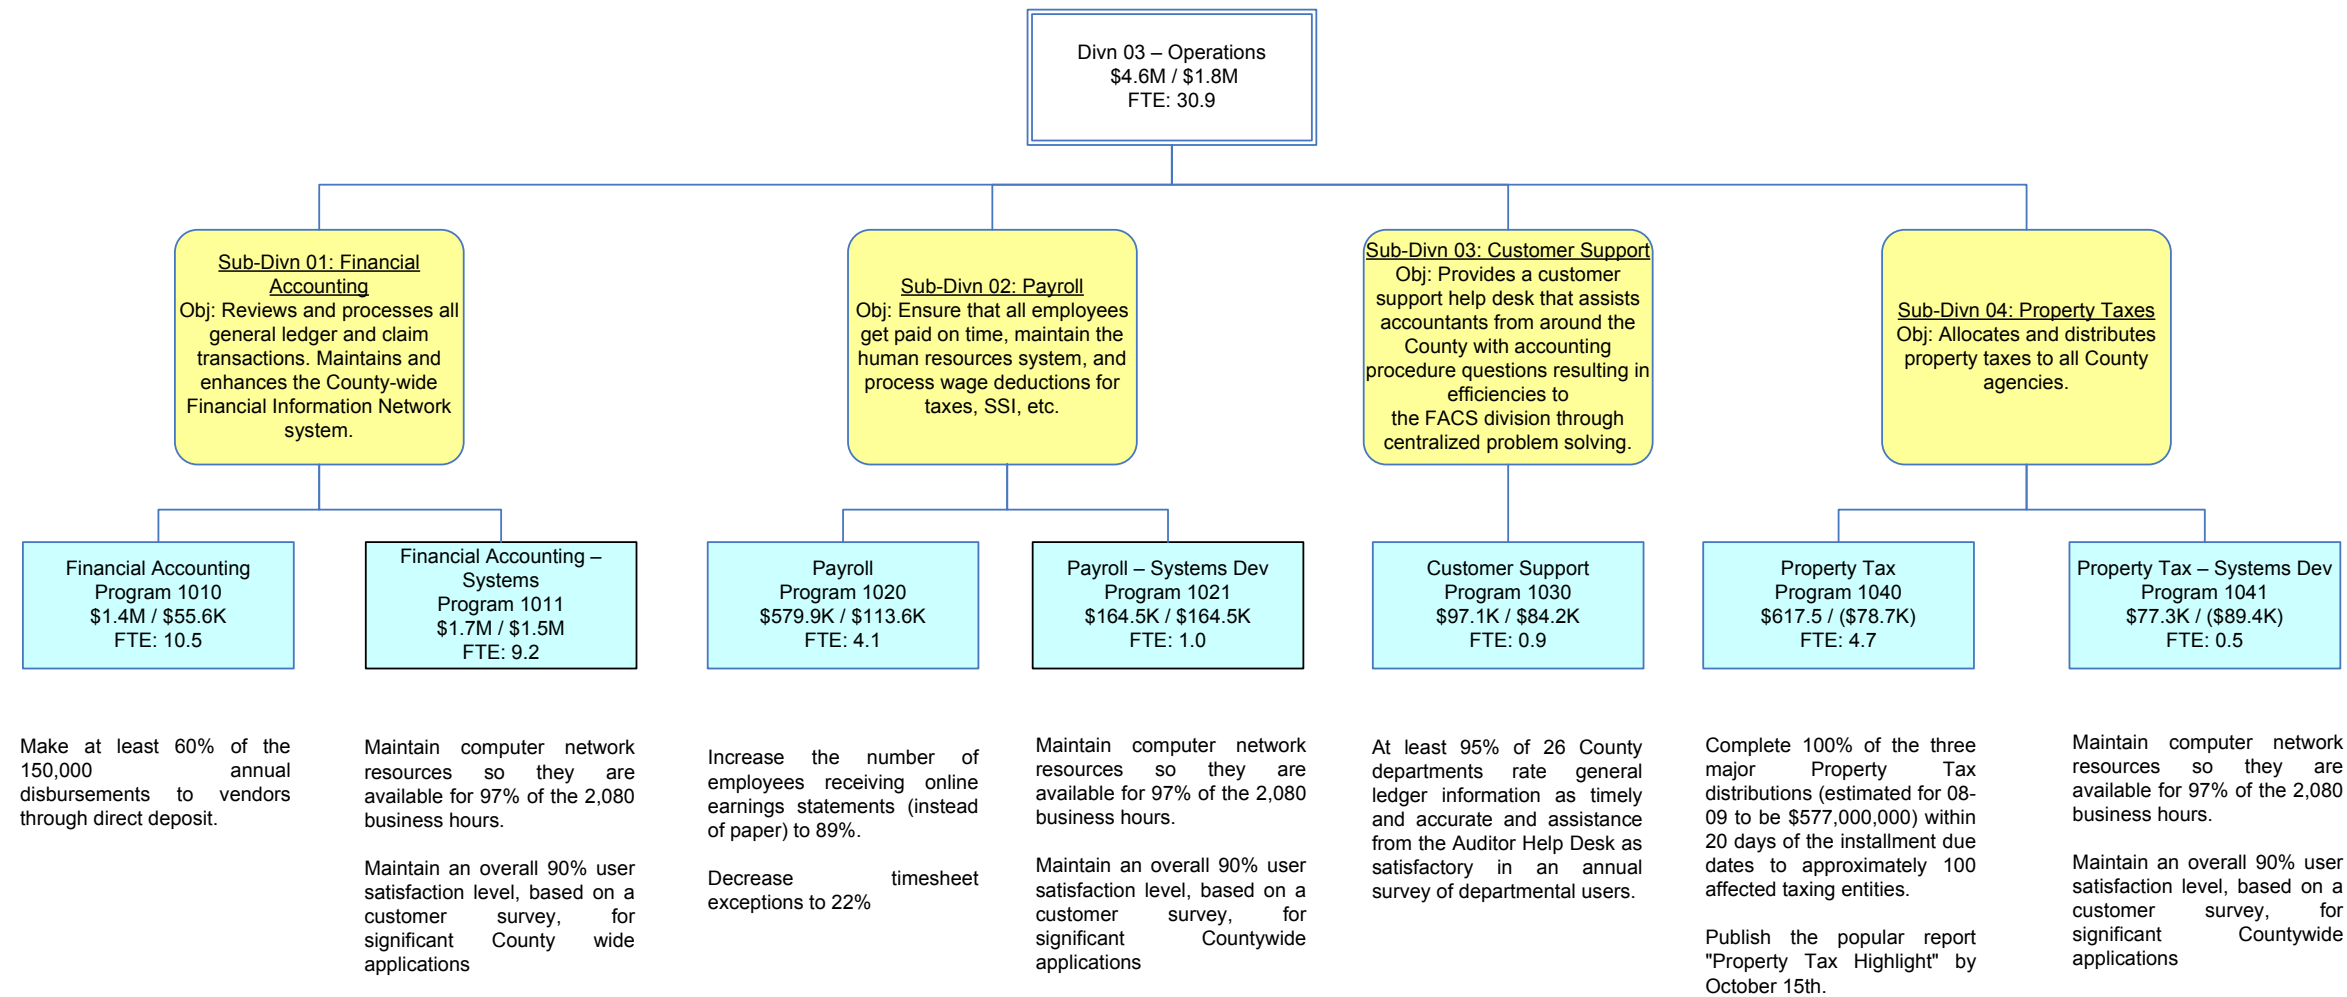 Divn 03 – Operations
$4.6M / $1.8M
FTE: 30.9
Sub-Divn 01: Financial
Accounting
Obj: Reviews and processes all
general ledger and claim
transactions. Maintains and
enhances the County-wide
Financial Information Network
system.
Sub-Divn 02: Payroll
Obj: Ensure that all employees
get paid on time, maintain the
human resources system, and
process wage deductions for
taxes, SSI, etc.
Sub-Divn 03: Customer Support
Obj: Provides a customer
support help desk that assists
accountants from around the
County with accounting
procedure questions resulting in
efficiencies to
the FACS division through
centralized problem solving.
Sub-Divn 04: Property Taxes
Obj: Allocates and distributes
property taxes to all County
agencies.
Financial Accounting
Program 1010
$1.4M / $55.6K
FTE: 10.5
Financial Accounting –
Systems
Program 1011
$1.7M / $1.5M
FTE: 9.2
Payroll
Program 1020
$579.9K / $113.6K
FTE: 4.1
Payroll – Systems Dev
Program 1021
$164.5K / $164.5K
FTE: 1.0
Customer Support
Program 1030
$97.1K / $84.2K
FTE: 0.9
Property Tax
Program 1040
$617.5 / ($78.7K)
FTE: 4.7
Property Tax – Systems Dev
Program 1041
$77.3K / ($89.4K)
FTE: 0.5
Make at least 60% of the
150,000 annual
disbursements to vendors
through direct deposit.
Maintain computer network
resources so they are
available for 97% of the 2,080
business hours.
Maintain an overall 90% user
satisfaction level, based on a
customer survey, for
significant County wide
applications
Increase the number of
employees receiving online
earnings statements (instead
of paper) to 89%.
Decrease timesheet
exceptions to 22%
Maintain computer network
resources so they are
available for 97% of the 2,080
business hours.
Maintain an overall 90% user
satisfaction level, based on a
customer survey, for
significant Countywide
applications
At least 95% of 26 County
departments rate general
ledger information as timely
and accurate and assistance
from the Auditor Help Desk as
satisfactory in an annual
survey of departmental users.
Complete 100% of the three
major Property Tax
distributions (estimated for 08-
09 to be $577,000,000) within
20 days of the installment due
dates to approximately 100
affected taxing entities.
Publish the popular report
"Property Tax Highlight" by
October 15th.
Maintain computer network
resources so they are
available for 97% of the 2,080
business hours.
Maintain an overall 90% user
satisfaction level, based on a
customer survey, for
significant Countywide
applications